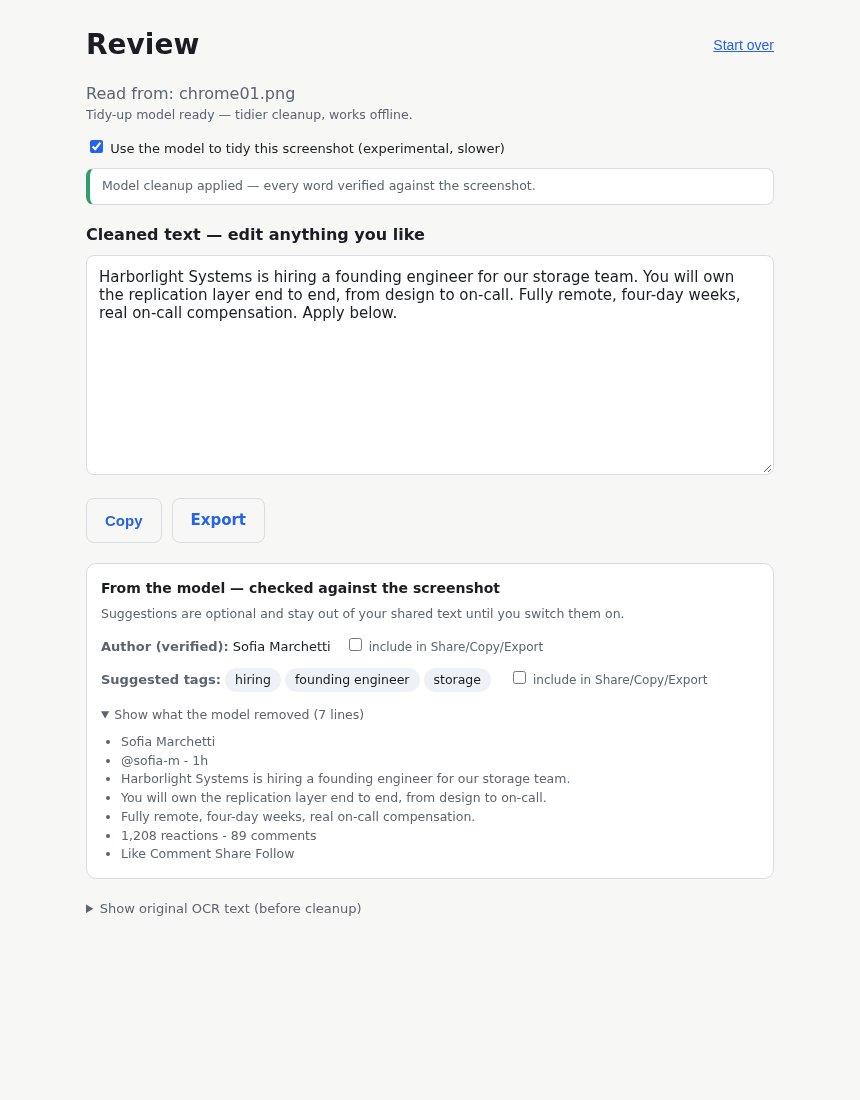 Review
Start over
Read from: chrome01.png
Tidy-up model ready — tidier cleanup, works offline.
Use the model to tidy this screenshot (experimental, slower)
Model cleanup applied — every word verified against the screenshot.
Cleaned text — edit anything you like
Harborlight Systems is hiring a founding engineer for our storage team. You will own
the replication layer end to end, from design to on-call. Fully remote, four-day weeks,
real on-call compensation. Apply below.
Copy
Export
From the model — checked against the screenshot
Suggestions are optional and stay out of your shared text until you switch them on.
Author (verified): Sofia Marchetti include in Share/Copy/Export
Suggested tags: hiring founding engineer storage include in Share/Copy/Export
Show what the model removed (7 lines)
Sofia Marchetti
@sofia-m - 1h
Harborlight Systems is hiring a founding engineer for our storage team.
You will own the replication layer end to end, from design to on-call.
Fully remote, four-day weeks, real on-call compensation.
1,208 reactions - 89 comments
Like Comment Share Follow
Show original OCR text (before cleanup)